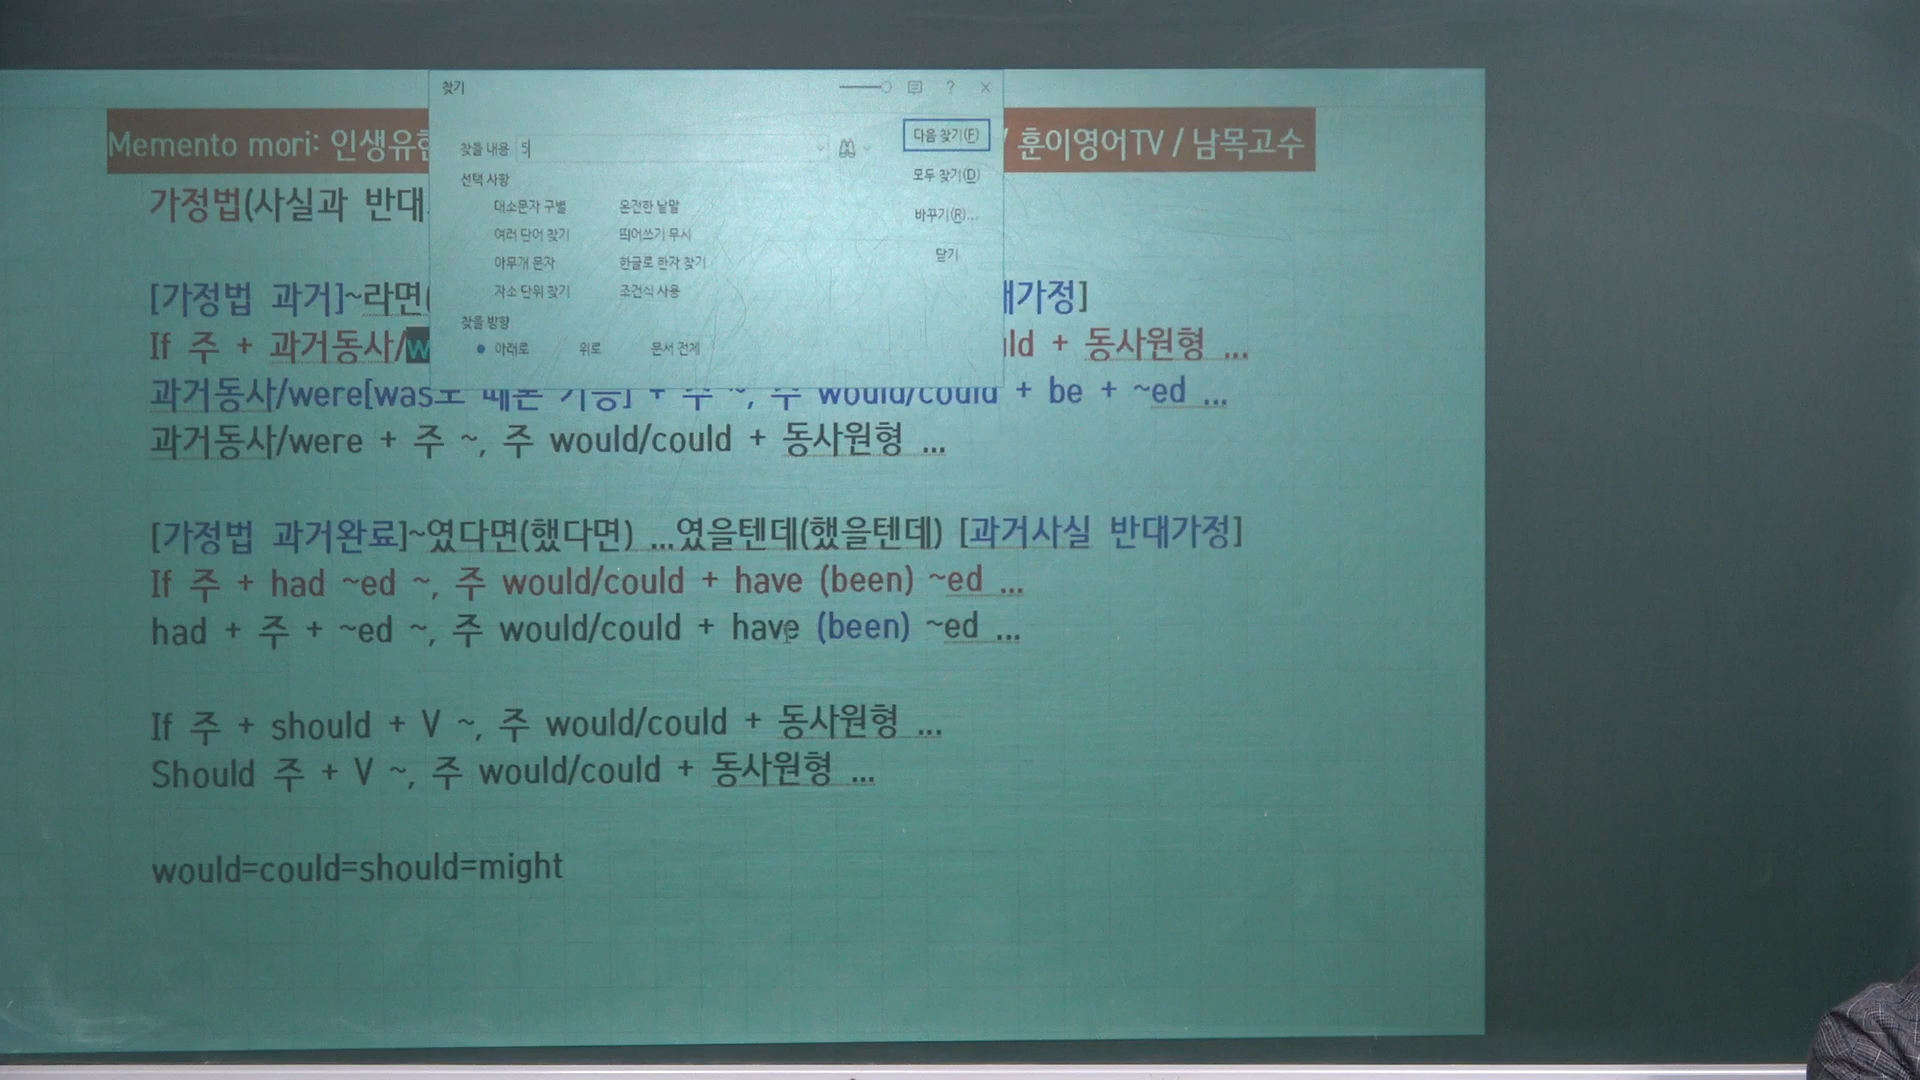 찾기
Memento mori: 인생유한 / 훈이영어TV / 남목고수
찾을 내용 5 다음 찾기(F)
모두 찾기(D)
바꾸기(R)...
닫기
선택 사항
대소문자 구별 온전한 낱말
여러 단어 찾기 띄어쓰기 무시
아무개 문자 한글로 한자 찾기
자소 단위 찾기 조건식 사용
찾을 방향
아래로 위로 문서 전체
가정법(사실과 반대
[가정법 과거]~라면( 가정]
If 주 + 과거동사/w ld + 동사원형 ...
과거동사/were[was로 때론 가능] + 주 ~, 주 would/could + be + ~ed ...
과거동사/were + 주 ~, 주 would/could + 동사원형 ...
[가정법 과거완료]~였다면(했다면) ...였을텐데(했을텐데) [과거사실 반대가정]
If 주 + had ~ed ~, 주 would/could + have (been) ~ed ...
had + 주 + ~ed ~, 주 would/could + have (been) ~ed ...
If 주 + should + V ~, 주 would/could + 동사원형 ...
Should 주 + V ~, 주 would/could + 동사원형 ...
would=could=should=might